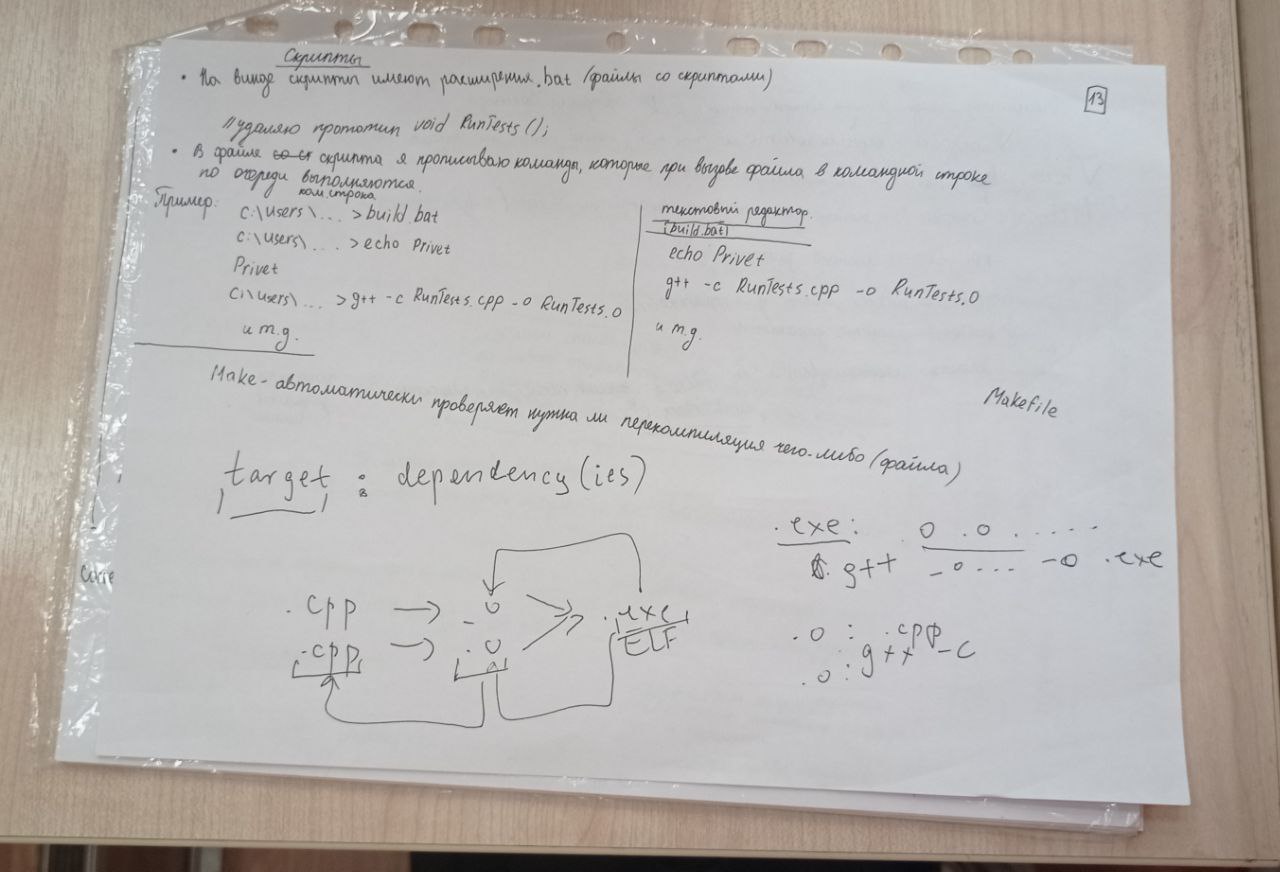 Скрипты
• На винде скрипты имеют расширения .bat (файлы со скриптами)
13
//удаляю прототип void RunTests();
• В файле скрипта я прописываю команды, которые при вызове файла в командной строке
по очереди выполняются.
Пример:
ком.строка
C:\Users\... >build.bat
C:\Users\... >echo Privet
Privet
C:\Users\... >g++ -c RunTests.cpp -o RunTests.o
и т.д.
текстовый редактор.
(build.bat)
echo Privet
g++ -c RunTests.cpp -o RunTests.o
и т.д.
Make - автоматически проверяет нужна ли перекомпиляция чего-либо (файла)
Makefile
target : dependency(ies)
.exe: .o .o .....
g++ .o... -o .exe
.cpp → .o
.cpp → .o
.exe
ELF
.o : .cpp
g++ -c
.o :